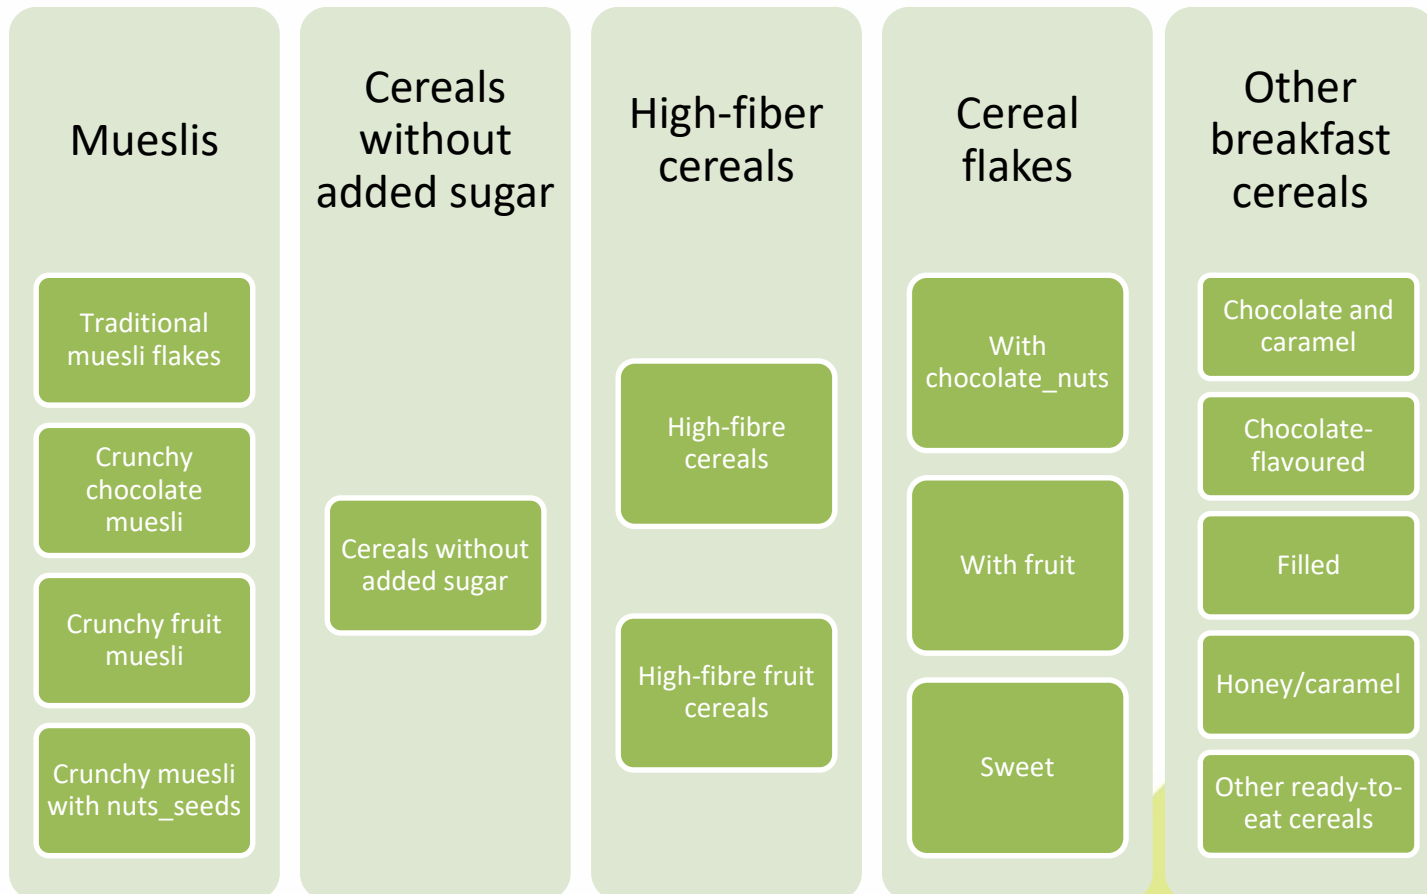 Mueslis
Traditional
muesli flakes
Crunchy
chocolate
muesli
Crunchy fruit
muesli
Crunchy muesli
with nuts_seeds
Cereals
without
added sugar
Cereals without
added sugar
High-fiber
cereals
High-fibre
cereals
High-fibre fruit
cereals
Cereal
flakes
With
chocolate_nuts
With fruit
Sweet
Other
breakfast
cereals
Chocolate and
caramel
Chocolate-
flavoured
Filled
Honey/caramel
Other ready-to-
eat cereals